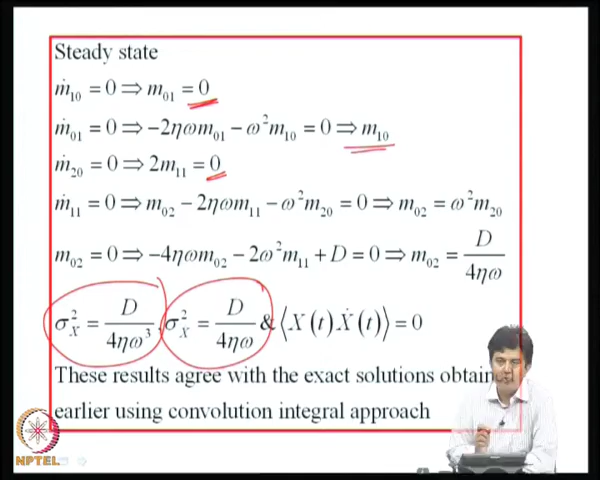 Steady state
ṁ₁₀ = 0 ⇒ m₀₁ = 0
ṁ₀₁ = 0 ⇒ −2ηωm₀₁ − ω²m₁₀ = 0 ⇒ m₁₀
ṁ₂₀ = 0 ⇒ 2m₁₁ = 0
ṁ₁₁ = 0 ⇒ m₀₂ − 2ηωm₁₁ − ω²m₂₀ = 0 ⇒ m₀₂ = ω²m₂₀
m₀₂ = 0 ⇒ −4ηωm₀₂ − 2ω²m₁₁ + D = 0 ⇒ m₀₂ = D/4ηω
σ²_X = D/4ηω³, σ²_X = D/4ηω & ⟨X(t)Ẋ(t)⟩ = 0
These results agree with the exact solutions obtain
earlier using convolution integral approach
NPTEL